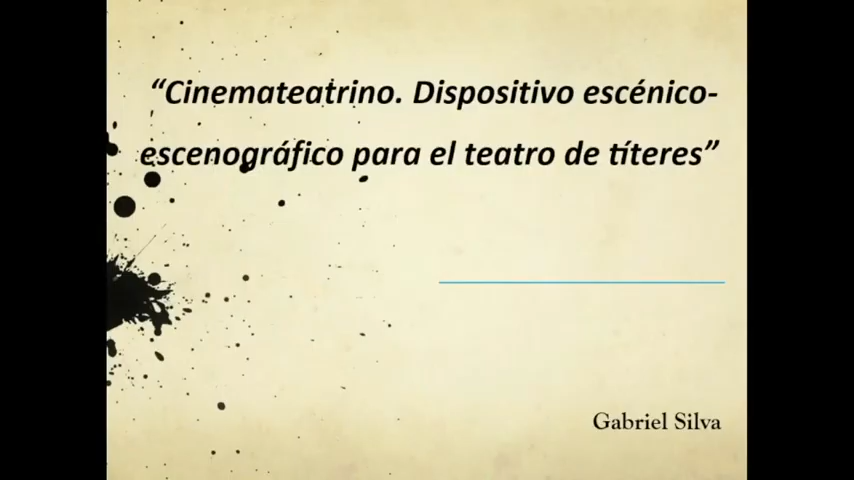 “Cinemateatrino. Dispositivo escénico-
escenográfico para el teatro de títeres”
Gabriel Silva